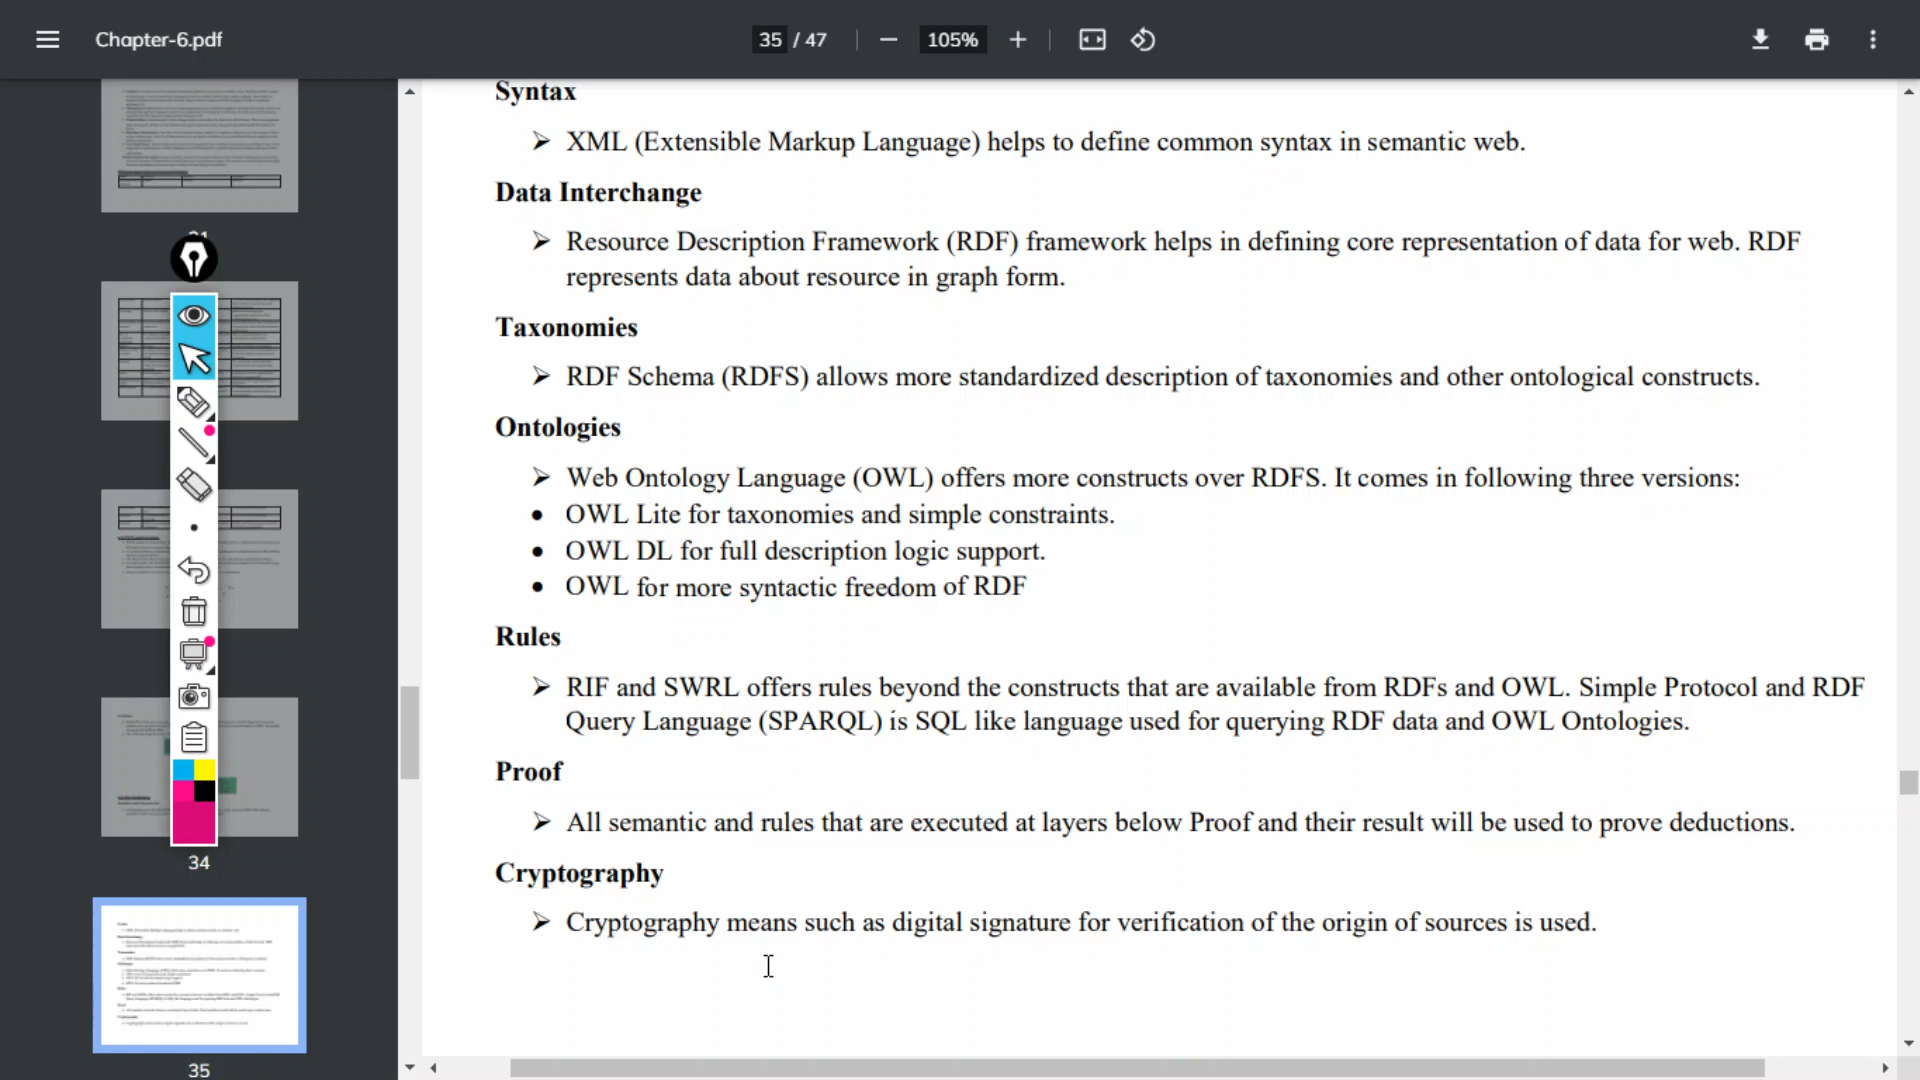 Chapter-6.pdf
35 / 47
105%
Syntax
➢ XML (Extensible Markup Language) helps to define common syntax in semantic web.
Data Interchange
➢ Resource Description Framework (RDF) framework helps in defining core representation of data for web. RDF
represents data about resource in graph form.
Taxonomies
➢ RDF Schema (RDFS) allows more standardized description of taxonomies and other ontological constructs.
Ontologies
➢ Web Ontology Language (OWL) offers more constructs over RDFS. It comes in following three versions:
• OWL Lite for taxonomies and simple constraints.
• OWL DL for full description logic support.
• OWL for more syntactic freedom of RDF
Rules
➢ RIF and SWRL offers rules beyond the constructs that are available from RDFs and OWL. Simple Protocol and RDF
Query Language (SPARQL) is SQL like language used for querying RDF data and OWL Ontologies.
Proof
➢ All semantic and rules that are executed at layers below Proof and their result will be used to prove deductions.
Cryptography
➢ Cryptography means such as digital signature for verification of the origin of sources is used.
34
35